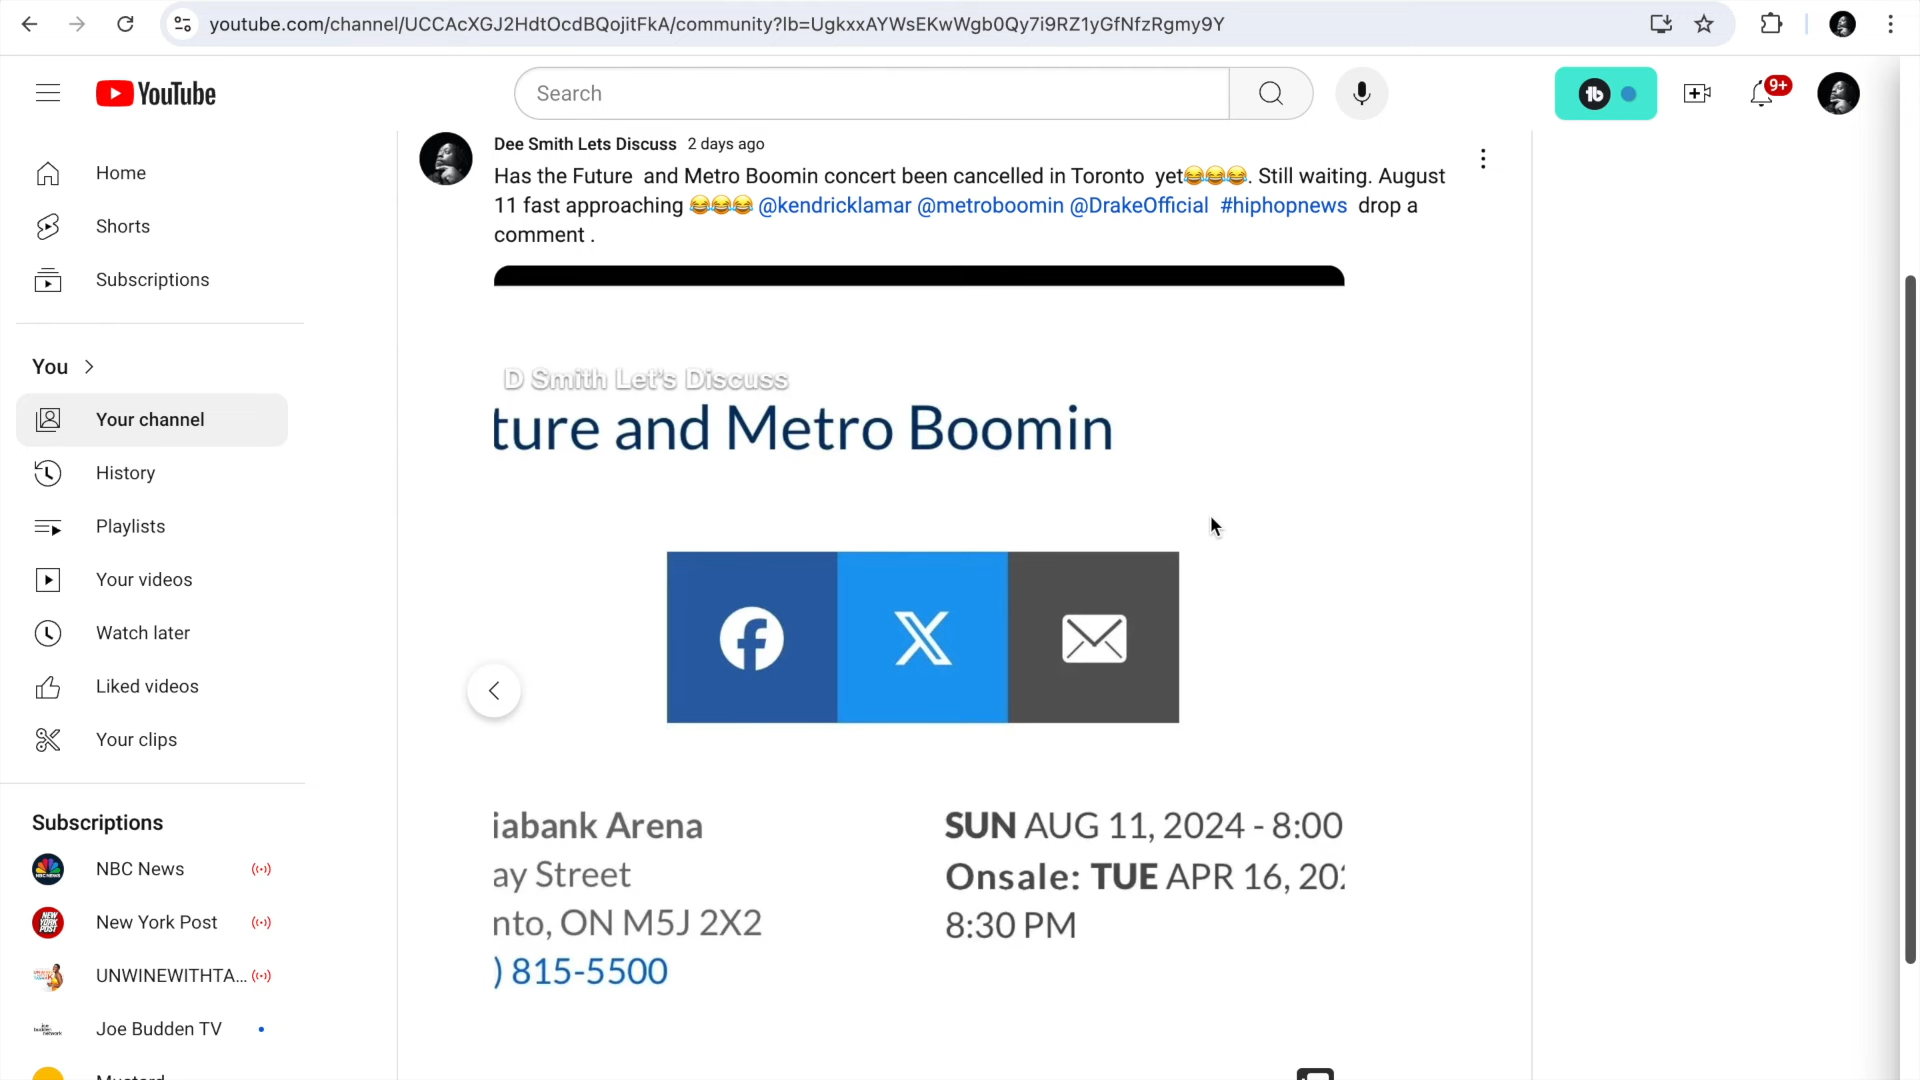 youtube.com/channel/UCCAcXGJ2HdtOcdBQojitFkA/community?lb=UgkxxAYWsEKwWgb0Qy7i9RZ1yGfNfzRgmy9Y
YouTube
Search
9+
Home
Shorts
Subscriptions
You
Your channel
History
Playlists
Your videos
Watch later
Liked videos
Your clips
Subscriptions
NBC News
New York Post
UNWINEWITHTA...
Joe Budden TV
Dee Smith Lets Discuss 2 days ago
Has the Future and Metro Boomin concert been cancelled in Toronto yet😂😂😂. Still waiting. August
11 fast approaching 😂😂😂 @kendricklamar @metroboomin @DrakeOfficial #hiphopnews drop a
comment .
D Smith Let's Discuss
ture and Metro Boomin
iabank Arena
ay Street
nto, ON M5J 2X2
) 815-5500
SUN AUG 11, 2024 - 8:00
Onsale: TUE APR 16, 202
8:30 PM